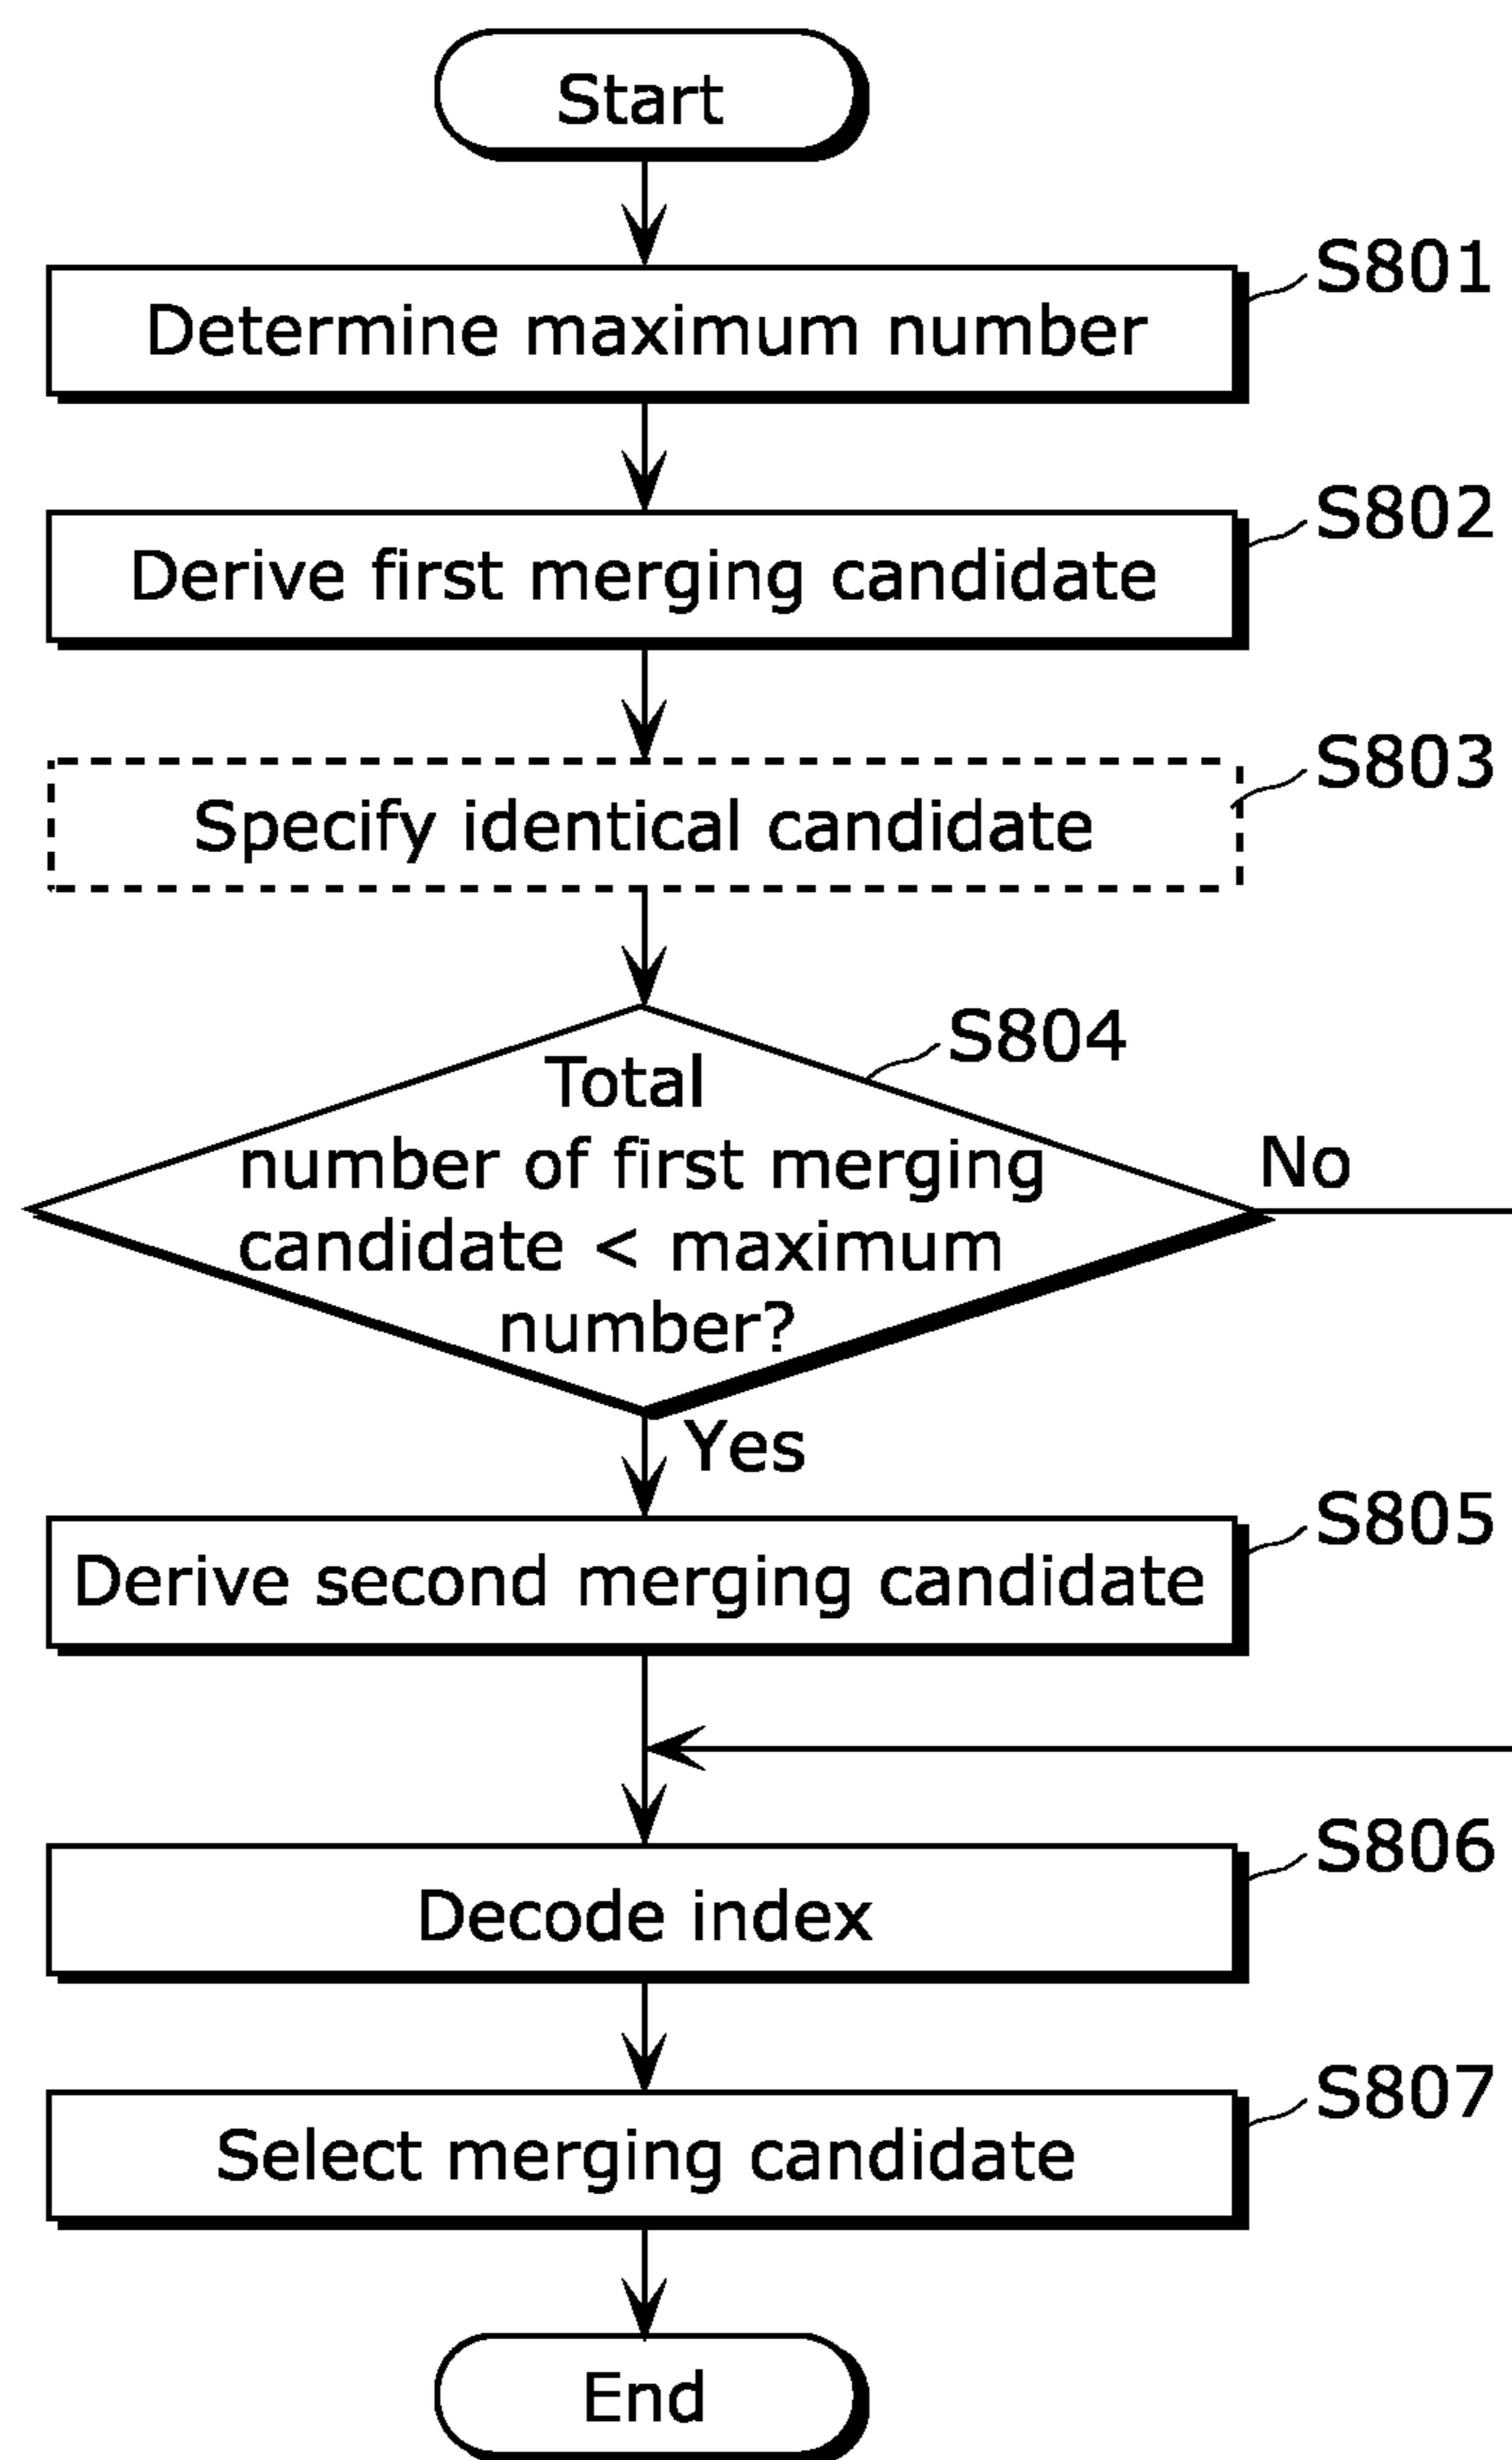 Start
S801
Determine maximum number
S802
Derive first merging candidate
S803
Specify identical candidate
S804
Total
number of first merging
candidate < maximum
number?
No
Yes
S805
Derive second merging candidate
S806
Decode index
S807
Select merging candidate
End